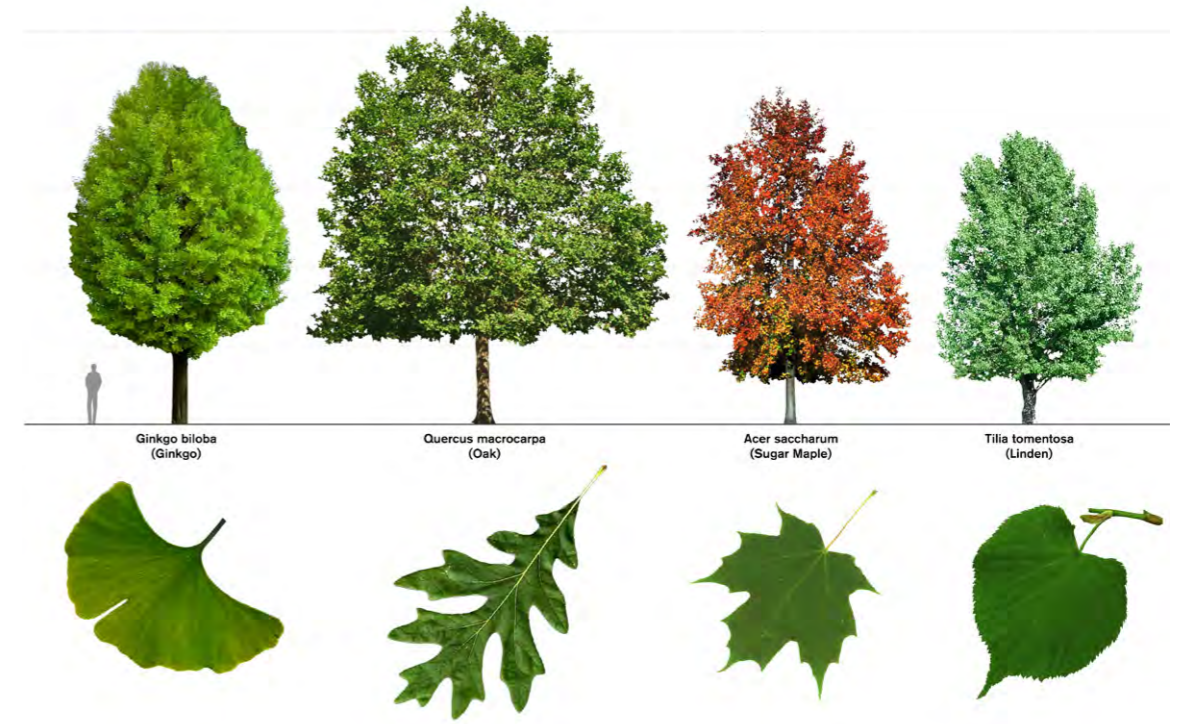 Ginkgo biloba
(Ginkgo)
Quercus macrocarpa
(Oak)
Acer saccharum
(Sugar Maple)
Tilia tomentosa
(Linden)